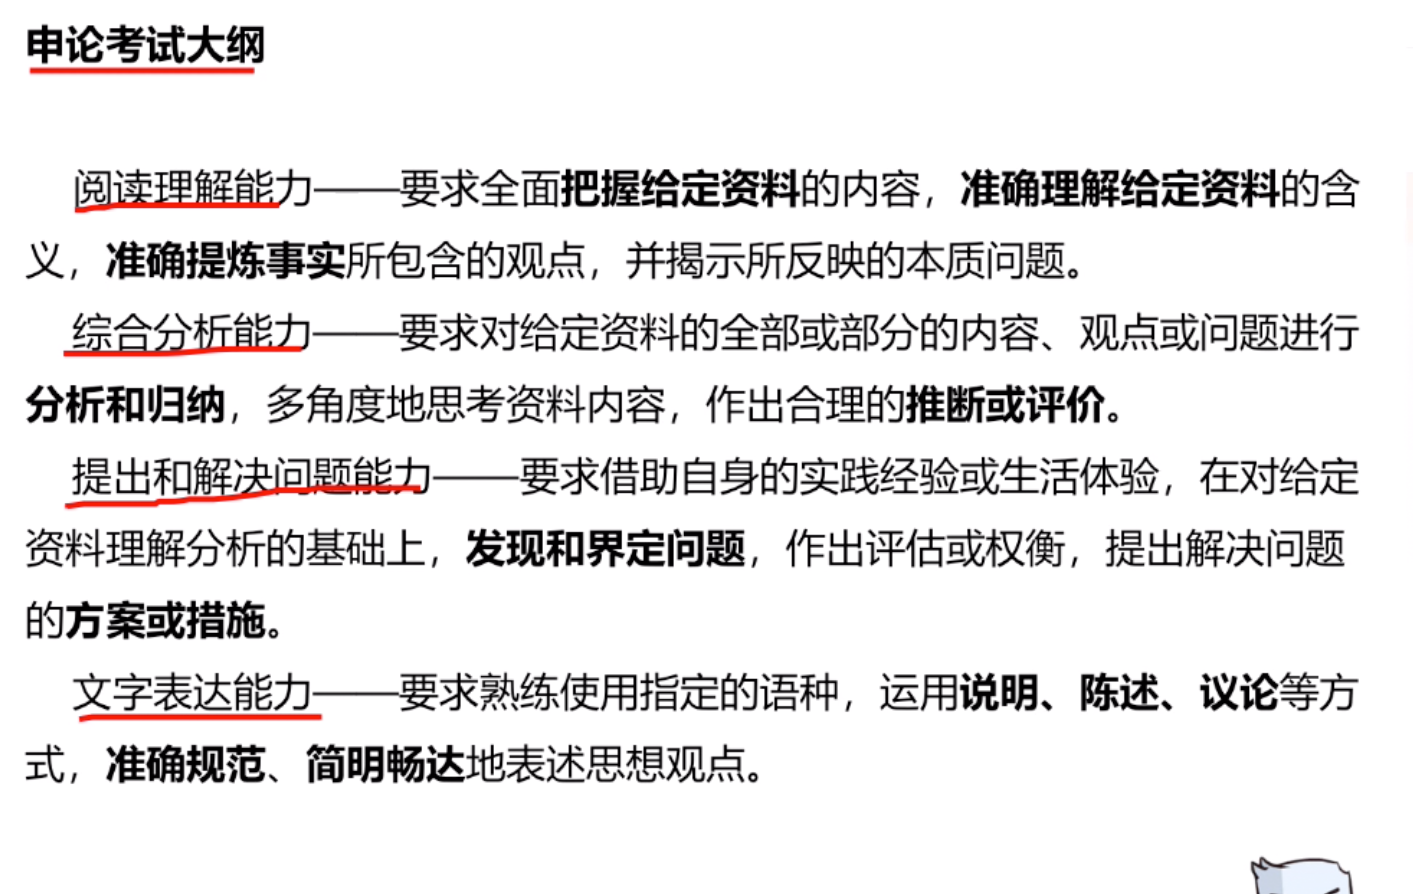 申论考试大纲
阅读理解能力——要求全面把握给定资料的内容，准确理解给定资料的含
义，准确提炼事实所包含的观点，并揭示所反映的本质问题。
综合分析能力——要求对给定资料的全部或部分的内容、观点或问题进行
分析和归纳，多角度地思考资料内容，作出合理的推断或评价。
提出和解决问题能力——要求借助自身的实践经验或生活体验，在对给定
资料理解分析的基础上，发现和界定问题，作出评估或权衡，提出解决问题
的方案或措施。
文字表达能力——要求熟练使用指定的语种，运用说明、陈述、议论等方
式，准确规范、简明畅达地表述思想观点。